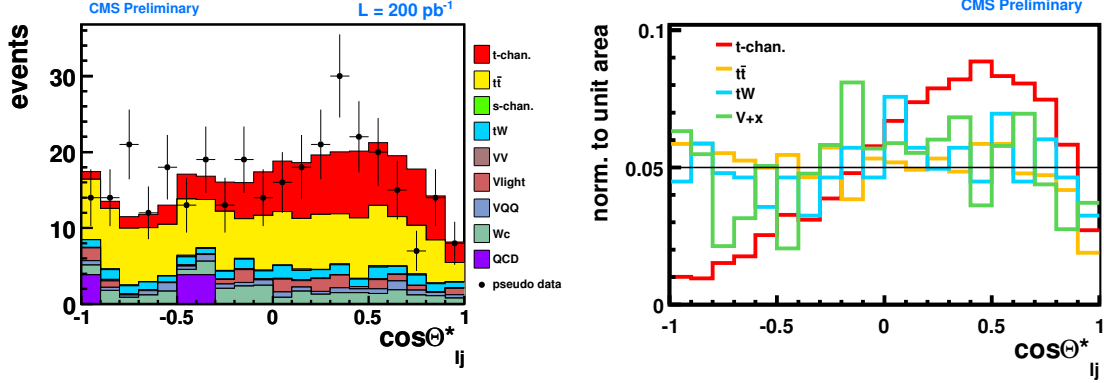 CMS Preliminary
L = 200 pb⁻¹
events
30
20
10
0
-1
-0.5
0
0.5
1
cosΘ*
lj
t-chan.
tt̄
s-chan.
tW
VV
Vlight
VQQ
Wc
QCD
pseudo data
CMS Preliminary
norm. to unit area
0.1
0.05
0
-1
-0.5
0
0.5
1
cosΘ*
lj
t-chan.
tt̄
tW
V+x